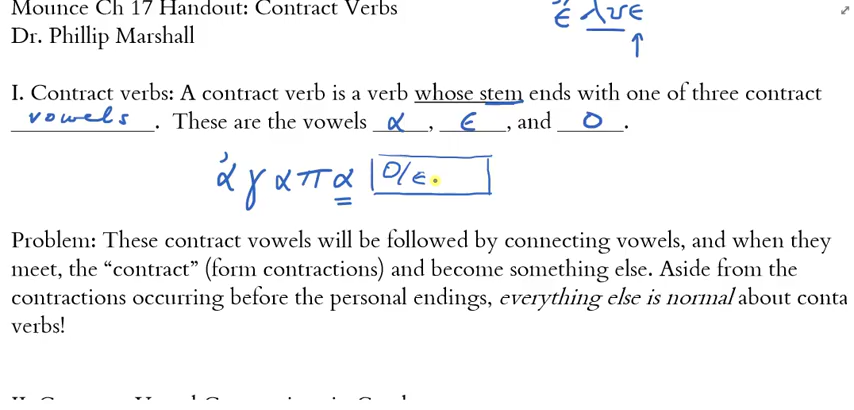 Mounce Ch 17 Handout: Contract Verbs
ἐ λυε
Dr. Phillip Marshall
↑
I. Contract verbs: A contract verb is a verb whose stem ends with one of three contract
vowels. These are the vowels α, ε, and ο.
ἀγαπα ο/ε
Problem: These contract vowels will be followed by connecting vowels, and when they
meet, the “contract” (form contractions) and become something else. Aside from the
contractions occurring before the personal endings, everything else is normal about conta
verbs!